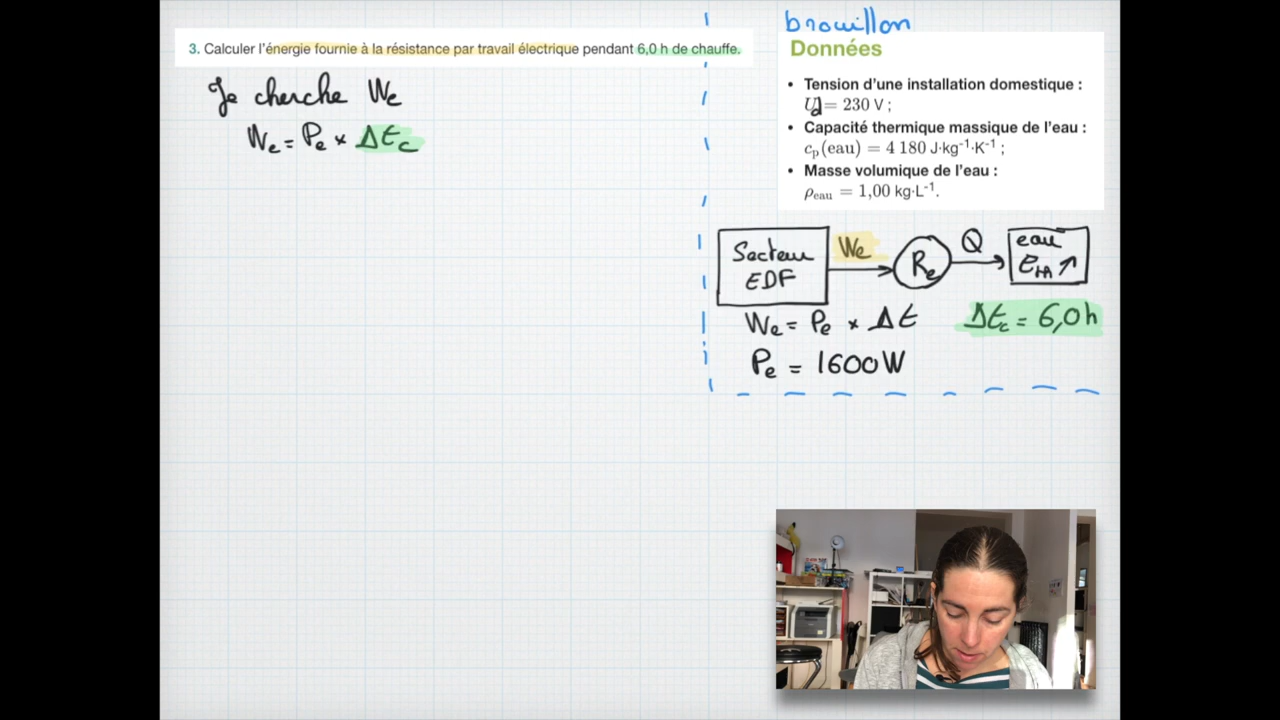 3. Calculer l'énergie fournie à la résistance par travail électrique pendant 6,0 h de chauffe.
Je cherche We
We = Pe × Δtc
brouillon
Données
• Tension d'une installation domestique :
Ud = 230 V ;
• Capacité thermique massique de l'eau :
cp(eau) = 4 180 J·kg⁻¹·K⁻¹ ;
• Masse volumique de l'eau :
ρeau = 1,00 kg·L⁻¹.
Secteur EDF
We
Re
Q
eau
↗
We = Pe × Δt
Δtc = 6,0 h
Pe = 1600 W